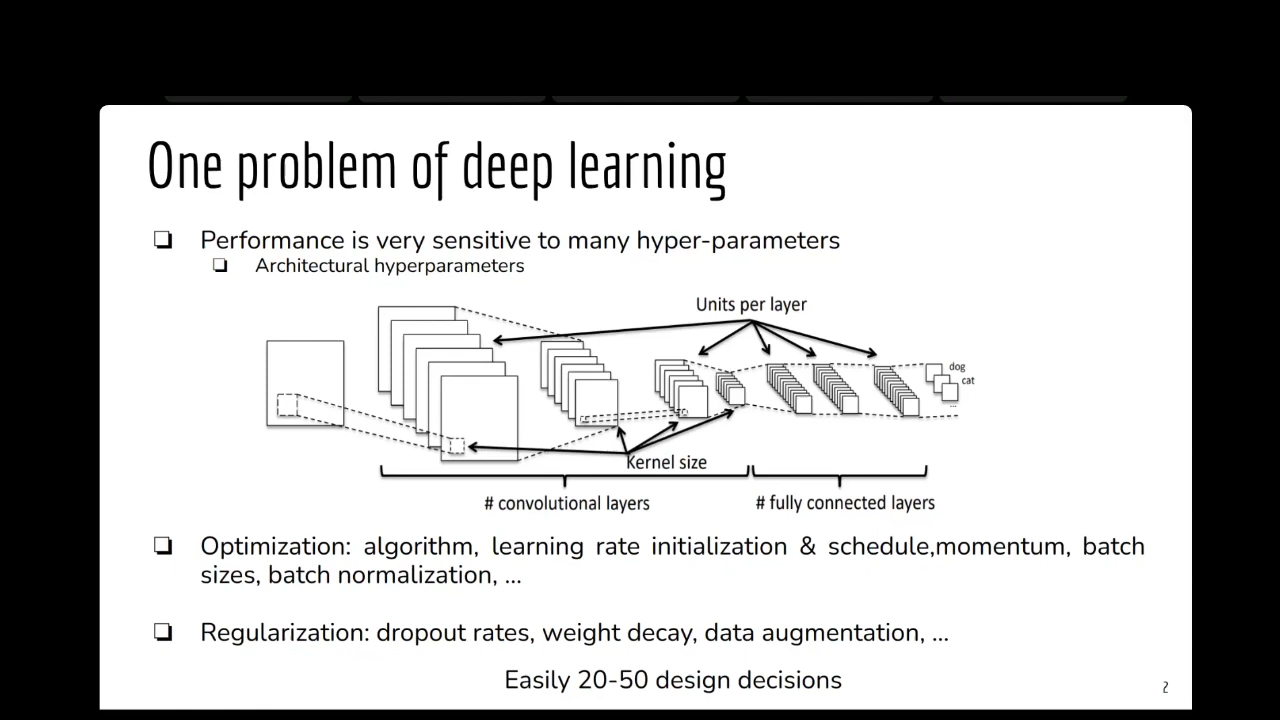 One problem of deep learning
Performance is very sensitive to many hyper-parameters
Architectural hyperparameters
Units per layer
dog
cat
...
Kernel size
# convolutional layers
# fully connected layers
Optimization: algorithm, learning rate initialization & schedule,momentum, batch
sizes, batch normalization, ...
Regularization: dropout rates, weight decay, data augmentation, ...
Easily 20-50 design decisions
2